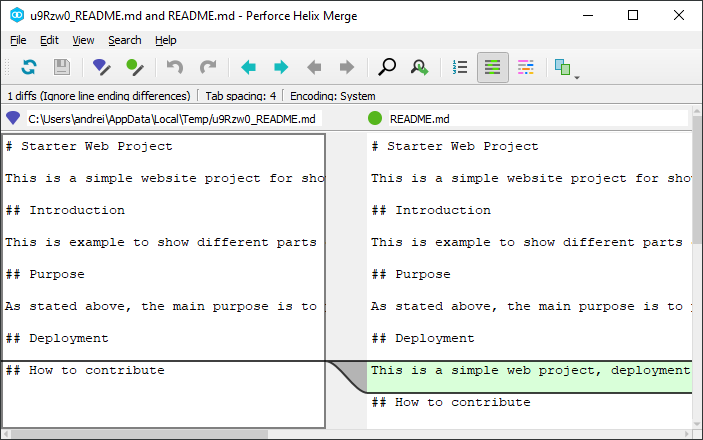 u9Rzw0_README.md and README.md - Perforce Helix Merge
File Edit View Search Help
1 diffs (Ignore line ending differences) Tab spacing: 4 Encoding: System
C:\Users\andrei\AppData\Local\Temp/u9Rzw0_README.md
README.md
# Starter Web Project
This is a simple website project for
## Introduction
This is example to show different parts
## Purpose
As stated above, the main purpose is to
## Deployment
## How to contribute
# Starter Web Project
This is a simple website project for
## Introduction
This is example to show different parts
## Purpose
As stated above, the main purpose is to
## Deployment
This is a simple web project, deployment
## How to contribute